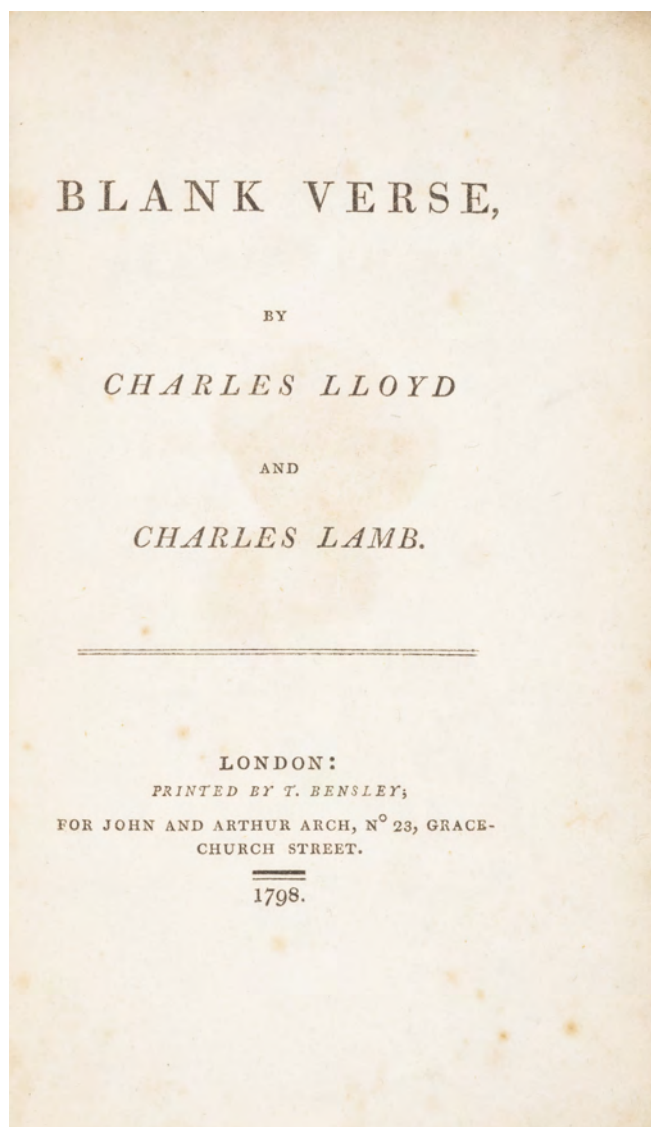 BLANK VERSE,
BY
CHARLES LLOYD
AND
CHARLES LAMB.
LONDON:
PRINTED BY T. BENSLEY;
FOR JOHN AND ARTHUR ARCH, Nº 23, GRACE-
CHURCH STREET.
1798.